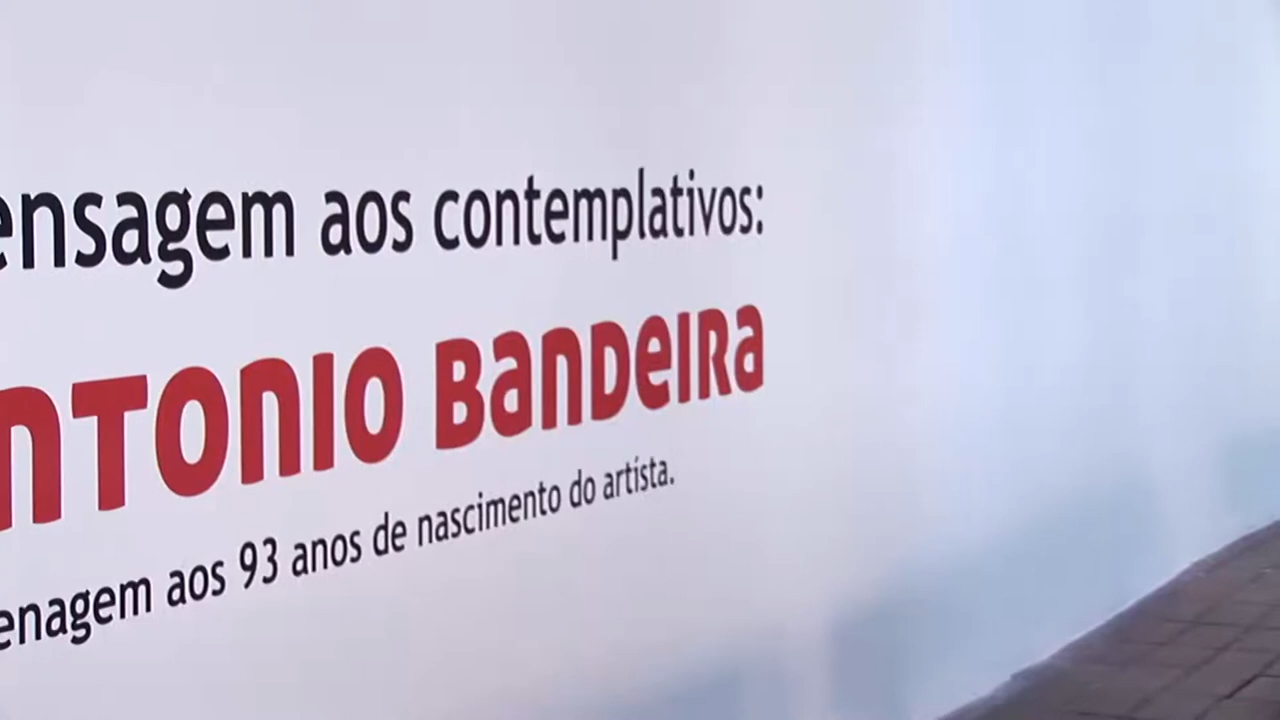 ensagem aos contemplativos:
NTONIO BANDEIRA
enagem aos 93 anos de nascimento do artista.